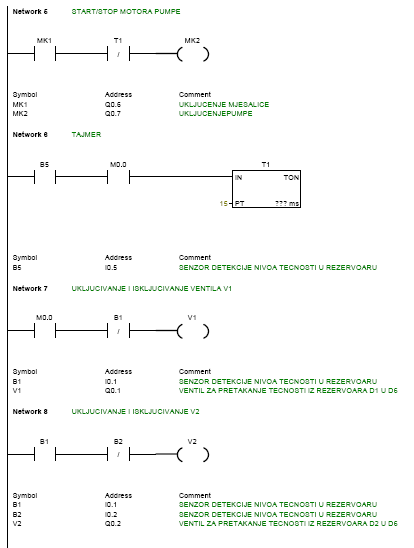 Network 5 START/STOP MOTORA PUMPE
MK1 T1 MK2
/
Symbol Address Comment
MK1 Q0.6 UKLJUCENJE MJESALICE
MK2 Q0.7 UKLJUCENJEPUMPE
Network 6 TAJMER
B5 M0.0 T1
IN TON
15 PT ??? ms
Symbol Address Comment
B5 I0.5 SENZOR DETEKCIJE NIVOA TECNOSTI U REZERVOARU
Network 7 UKLJUCIVANJE I ISKLJUCIVANJE VENTILA V1
M0.0 B1 V1
/
Symbol Address Comment
B1 I0.1 SENZOR DETEKCIJE NIVOA TECNOSTI U REZERVOARU
V1 Q0.1 VENTIL ZA PRETAKANJE TECNOSTI IZ REZERVOARA D1 U D6
Network 8 UKLJUCIVANJE I ISKLJUCIVANJE V2
B1 B2 V2
/
Symbol Address Comment
B1 I0.1 SENZOR DETEKCIJE NIVOA TECNOSTI U REZERVOARU
B2 I0.2 SENZOR DETEKCIJE NIVOA TECNOSTI U REZERVOARU
V2 Q0.2 VENTIL ZA PRETAKANJE TECNOSTI IZ REZERVOARA D2 U D6